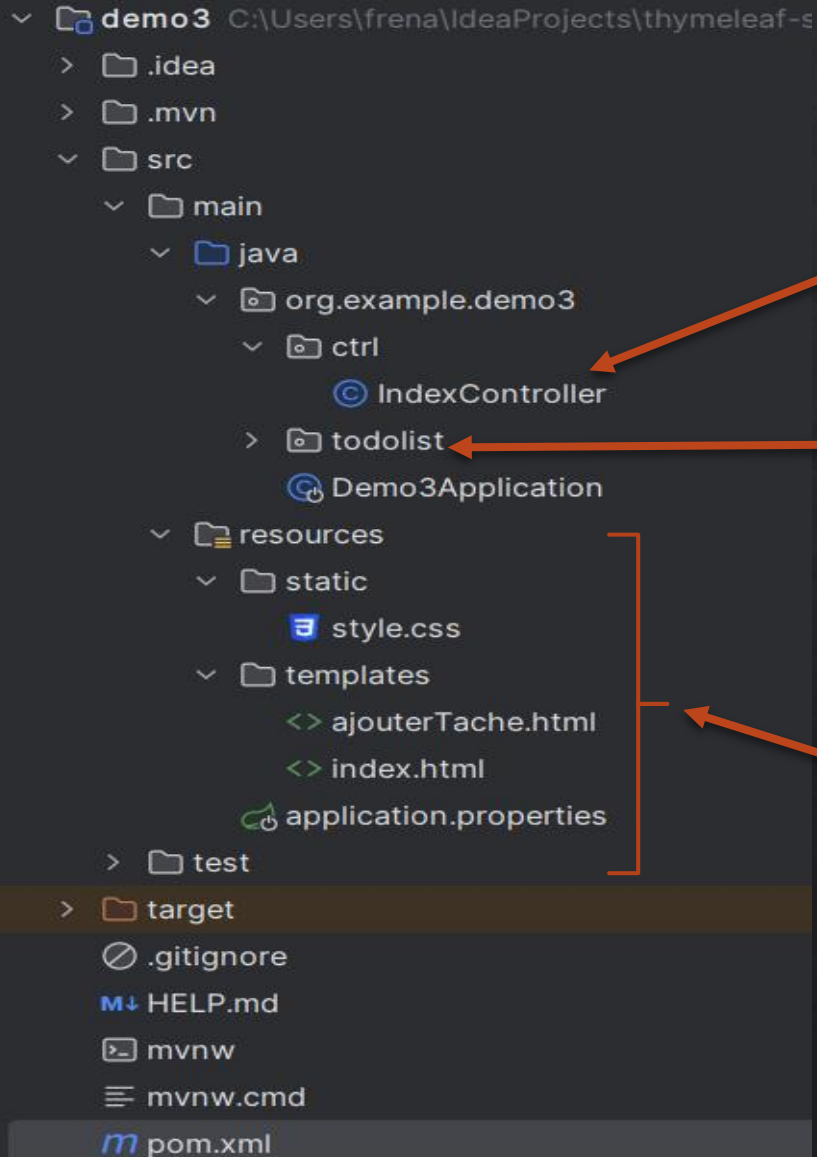 demo3 C:\Users\frena\IdeaProjects\thymeleaf-s
.idea
.mvn
src
main
java
org.example.demo3
ctrl
IndexController
todolist
Demo3Application
resources
static
style.css
templates
ajouterTache.html
index.html
application.properties
test
target
.gitignore
M↓ HELP.md
mvnw
mvnw.cmd
m pom.xml